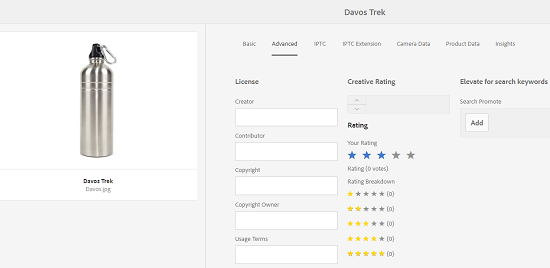 Davos Trek
Basic Advanced IPTC IPTC Extension Camera Data Product Data Insights
License
Creator
Contributor
Copyright
Copyright Owner
Usage Terms
Creative Rating
Rating
Your Rating
Rating (0 votes)
Rating Breakdown
(0)
(0)
(0)
(0)
(0)
Elevate for search keywords
Search Promote
Add
Davos Trek
Davos.jpg